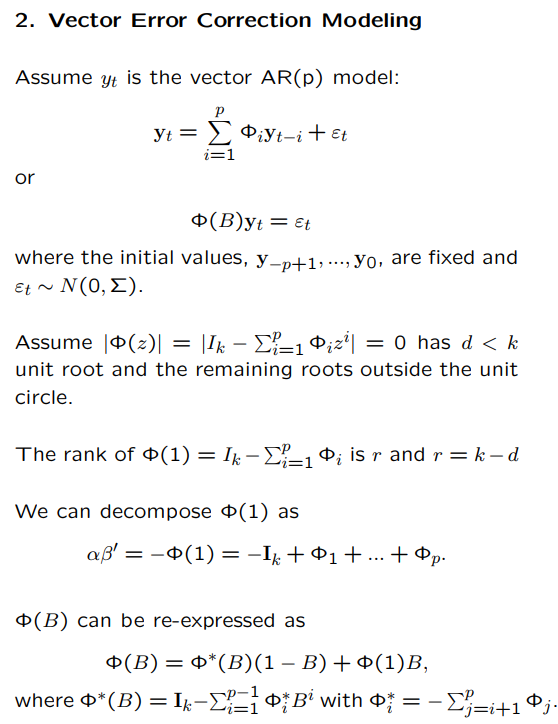 2. Vector Error Correction Modeling
Assume y_t is the vector AR(p) model:
y_t = ∑_{i=1}^{p} Φ_i y_{t−i} + ε_t
or
Φ(B)y_t = ε_t
where the initial values, y_{−p+1}, ..., y_0, are fixed and
ε_t ∼ N(0, Σ).
Assume |Φ(z)| = |I_k − ∑_{i=1}^{p} Φ_i z^i| = 0 has d < k
unit root and the remaining roots outside the unit
circle.
The rank of Φ(1) = I_k − ∑_{i=1}^{p} Φ_i is r and r = k − d
We can decompose Φ(1) as
αβ′ = −Φ(1) = −I_k + Φ_1 + ... + Φ_p.
Φ(B) can be re-expressed as
Φ(B) = Φ*(B)(1 − B) + Φ(1)B,
where Φ*(B) = I_k − ∑_{i=1}^{p−1} Φ_i^* B^i with Φ_i^* = − ∑_{j=i+1}^{p} Φ_j.